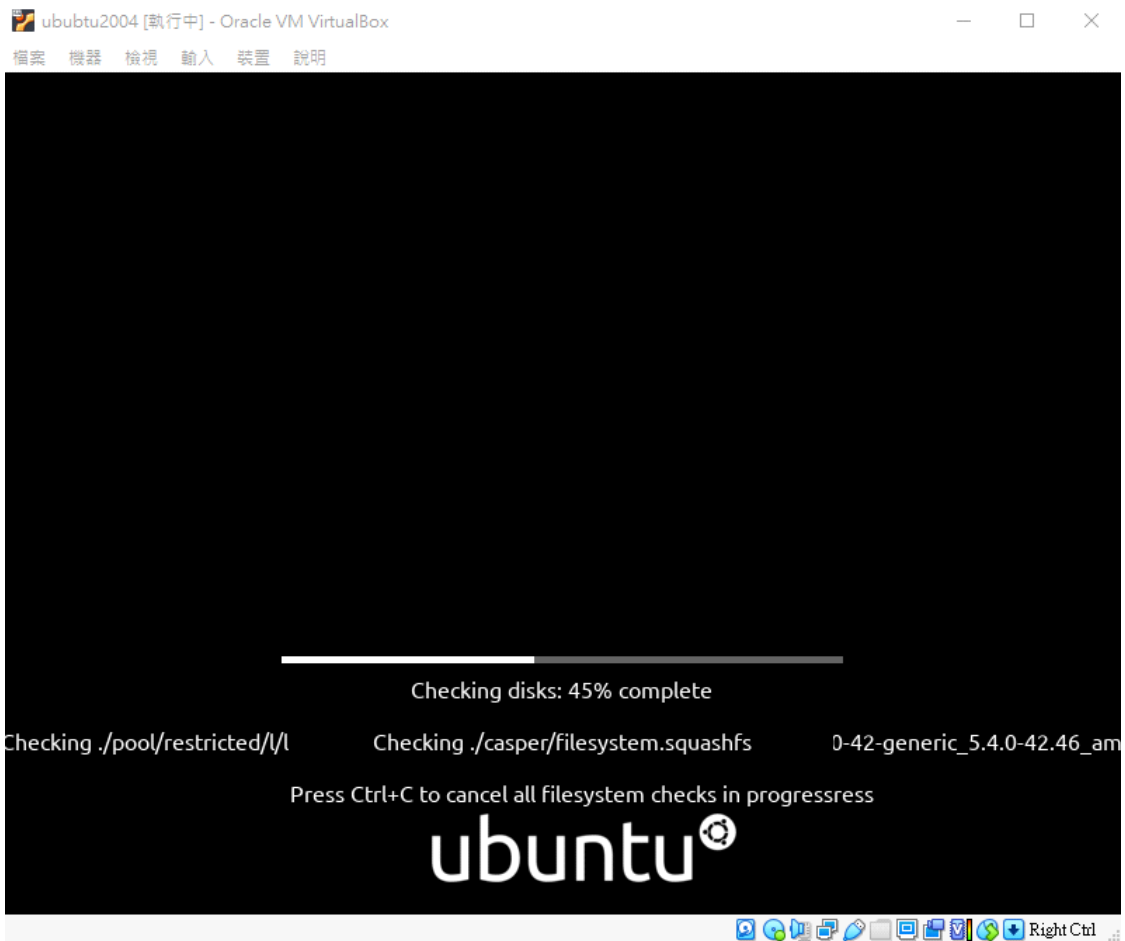 ububtu2004 [執行中] - Oracle VM VirtualBox
檔案 機器 檢視 輸入 裝置 說明
Checking disks: 45% complete
Checking ./pool/restricted/l/l Checking ./casper/filesystem.squashfs 0-42-generic_5.4.0-42.46_am
Press Ctrl+C to cancel all filesystem checks in progressress
ubuntu
Right Ctrl